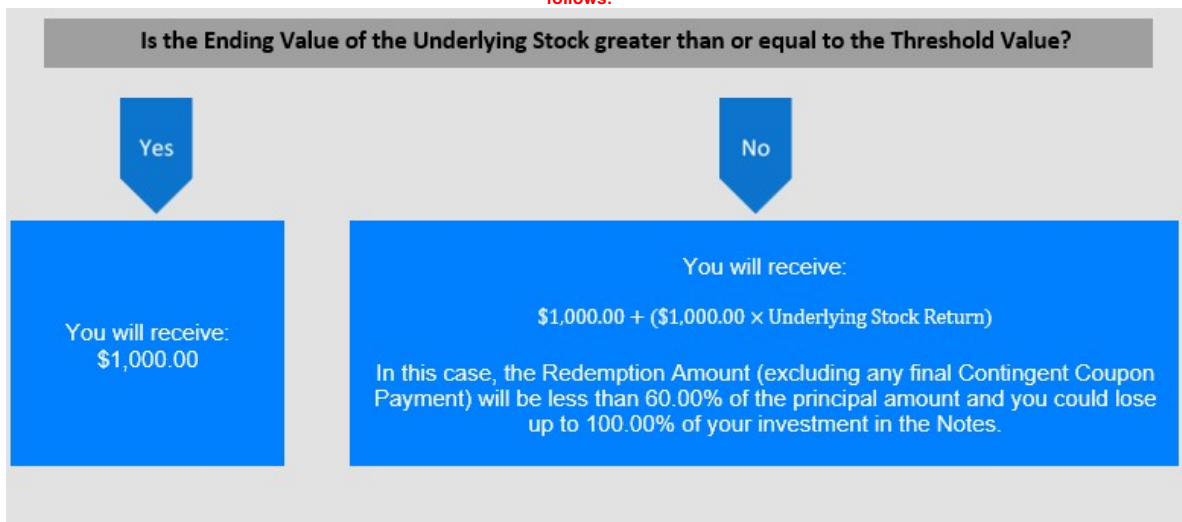 follows:
Is the Ending Value of the Underlying Stock greater than or equal to the Threshold Value?
Yes
No
You will receive:
$1,000.00
You will receive:
$1,000.00 + ($1,000.00 × Underlying Stock Return)
In this case, the Redemption Amount (excluding any final Contingent Coupon
Payment) will be less than 60.00% of the principal amount and you could lose
up to 100.00% of your investment in the Notes.